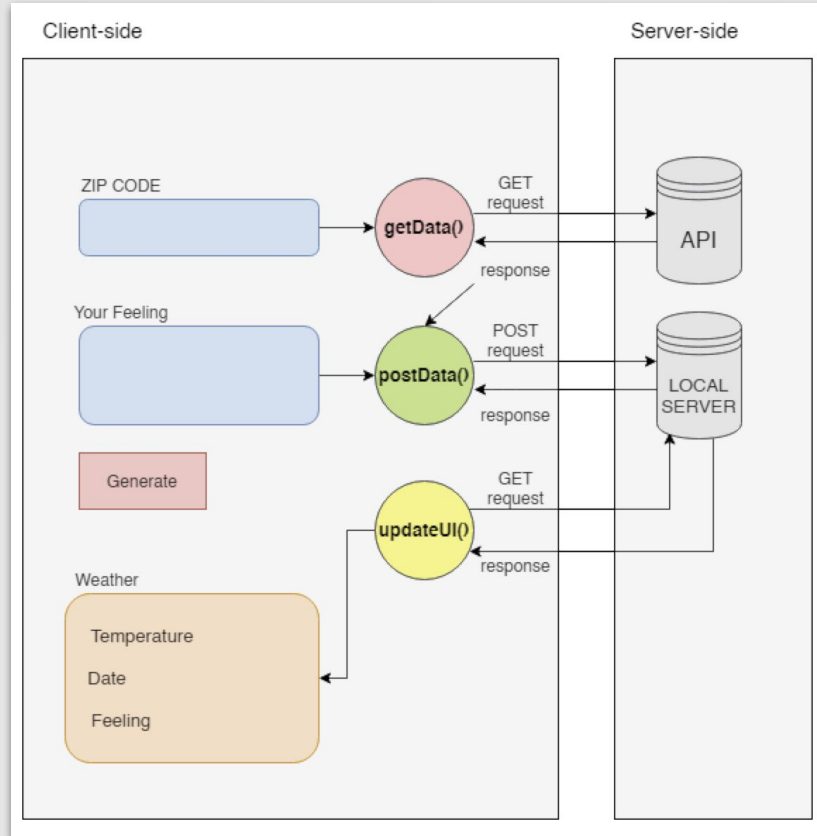 Client-side
Server-side
ZIP CODE
getData()
GET
request
response
API
Your Feeling
postData()
POST
request
response
LOCAL
SERVER
Generate
updateUI()
GET
request
response
Weather
Temperature
Date
Feeling